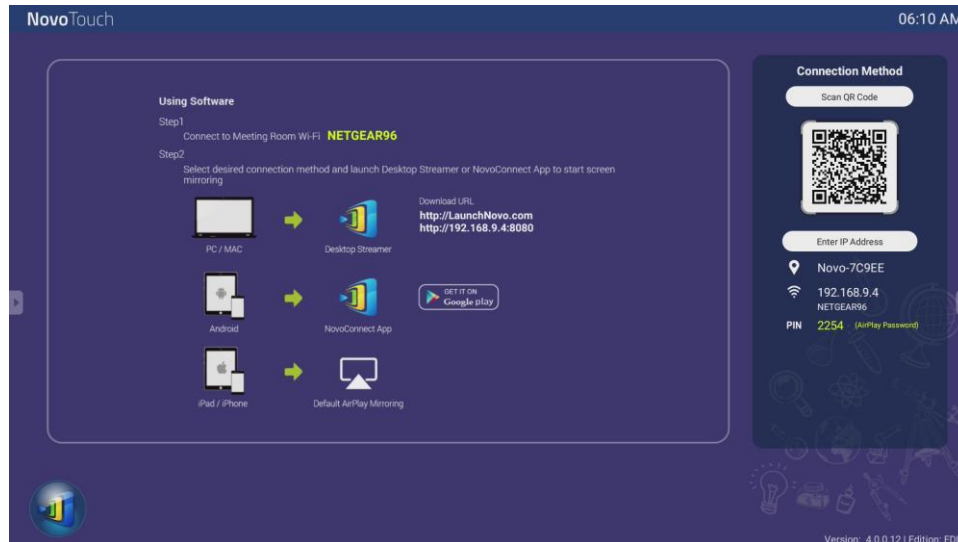 NovoTouch
06:10 AM
Using Software
Step1
Connect to Meeting Room Wi-Fi NETGEAR96
Step2
Select desired connection method and launch Desktop Streamer or NovoConnect App to start screen
mirroring
PC / MAC
Desktop Streamer
Download URL
http://LaunchNovo.com
http://192.168.9.4:8080
Android
NovoConnect App
GET IT ON
Google play
iPad / iPhone
Default AirPlay Mirroring
Connection Method
Scan QR Code
Enter IP Address
Novo-7C9EE
192.168.9.4
NETGEAR96
PIN 2254 (AirPlay Password)
Version: 4.0.0.12 | Edition: